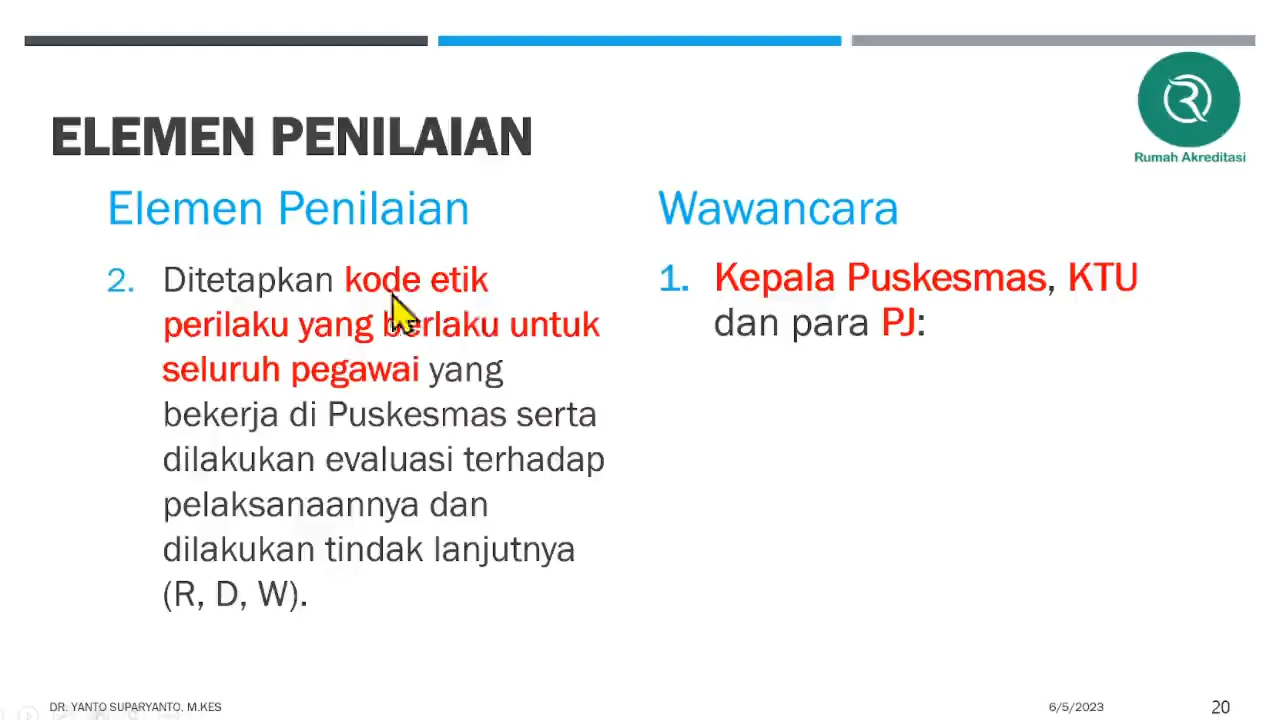 Rumah Akreditasi
ELEMEN PENILAIAN
Elemen Penilaian
2. Ditetapkan kode etik
perilaku yang berlaku untuk
seluruh pegawai yang
bekerja di Puskesmas serta
dilakukan evaluasi terhadap
pelaksanaannya dan
dilakukan tindak lanjutnya
(R, D, W).
Wawancara
1. Kepala Puskesmas, KTU
dan para PJ:
DR. YANTO SUPARYANTO, M.KES
6/5/2023
20